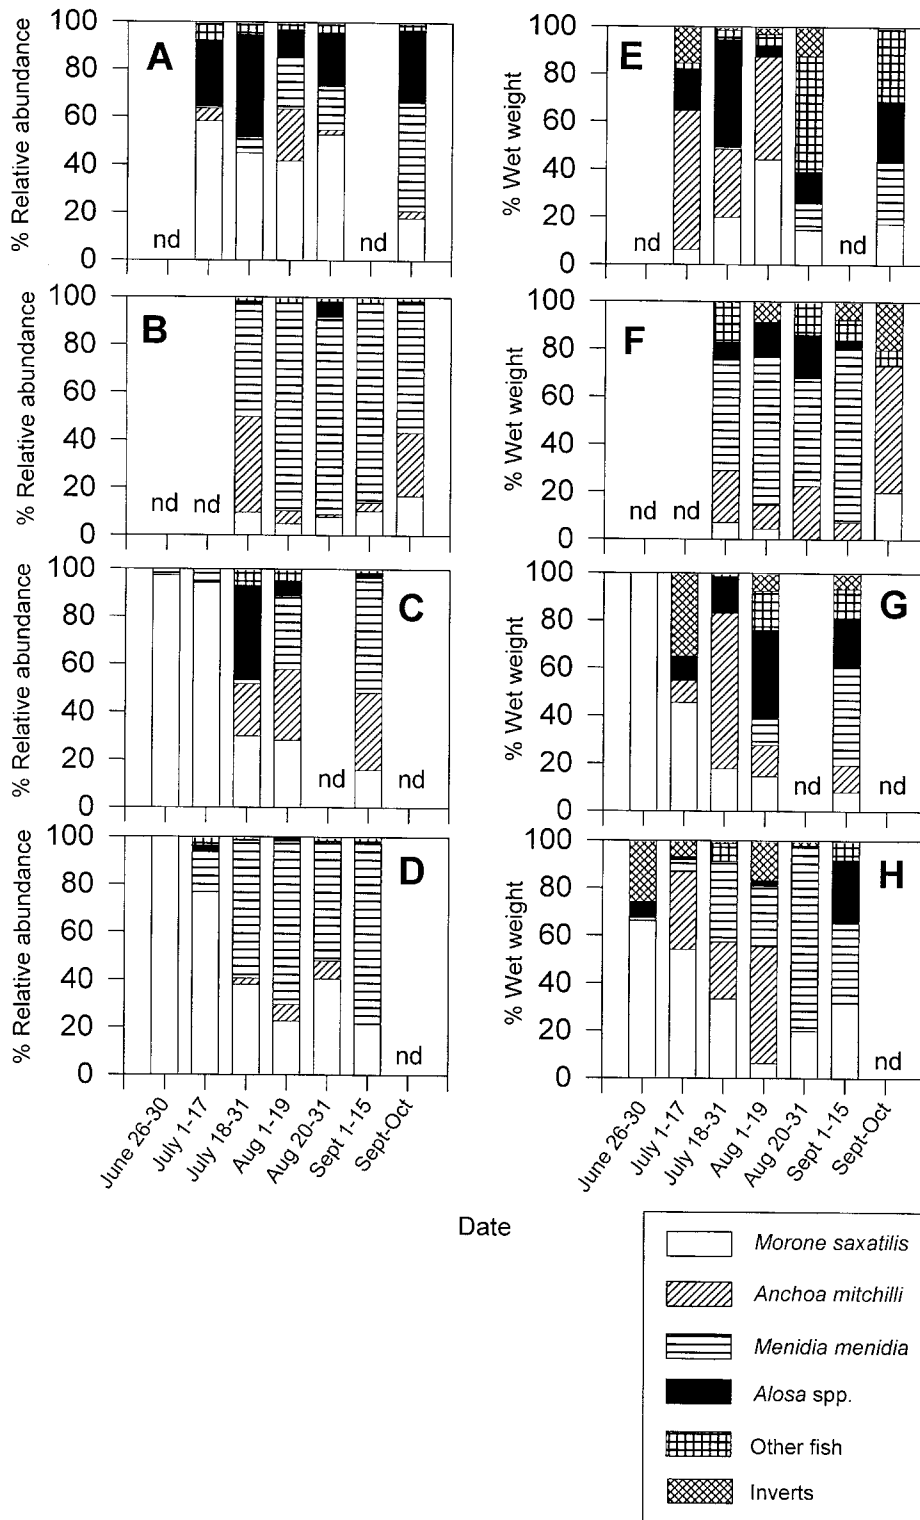 100
80
60
40
20
0
% Relative abundance
A
nd
nd
100
80
60
40
20
0
% Wet weight
E
nd
nd
100
80
60
40
20
0
% Relative abundance
B
nd
nd
100
80
60
40
20
0
% Wet weight
F
nd
nd
100
80
60
40
20
0
% Relative abundance
C
nd
nd
100
80
60
40
20
0
% Wet weight
G
nd
nd
100
80
60
40
20
0
% Relative abundance
D
nd
100
80
60
40
20
0
% Wet weight
H
nd
June 26-30
July 1-17
July 18-31
Aug 1-19
Aug 20-31
Sept 1-15
Sept-Oct
June 26-30
July 1-17
July 18-31
Aug 1-19
Aug 20-31
Sept 1-15
Sept-Oct
Date
Morone saxatilis
Anchoa mitchilli
Menidia menidia
Alosa spp.
Other fish
Inverts